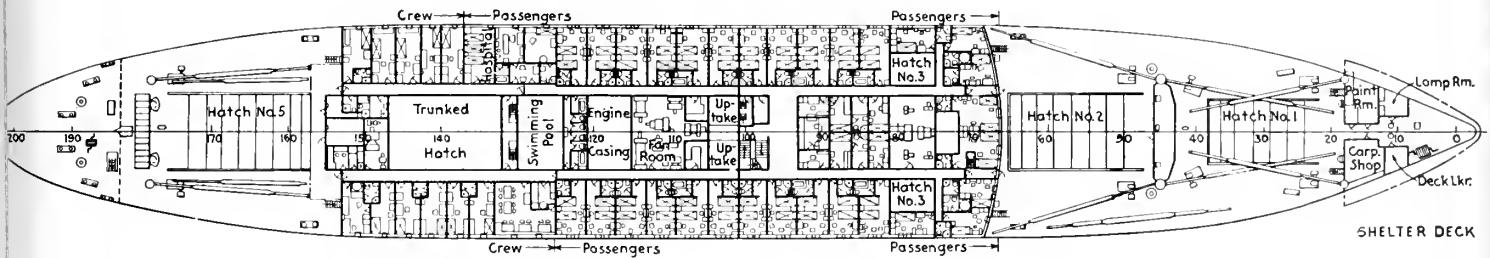 Crew
Passengers
Passengers
Hospital
Hatch
No.3
Lamp Rm.
Paint
Rm.
Hatch No.5
Trunked
Hatch
Swimming
Pool
Engine
Casing
Fan
Room
Up-
take
Up-
take
Hatch No.2
Hatch No.1
200 190 170 160 150 140 120 110 100 90 80 70 60 50 20 10 0
Carp.
Shop
Deck Lkr.
Hatch
No.3
Crew
Passengers
Passengers
SHELTER DECK